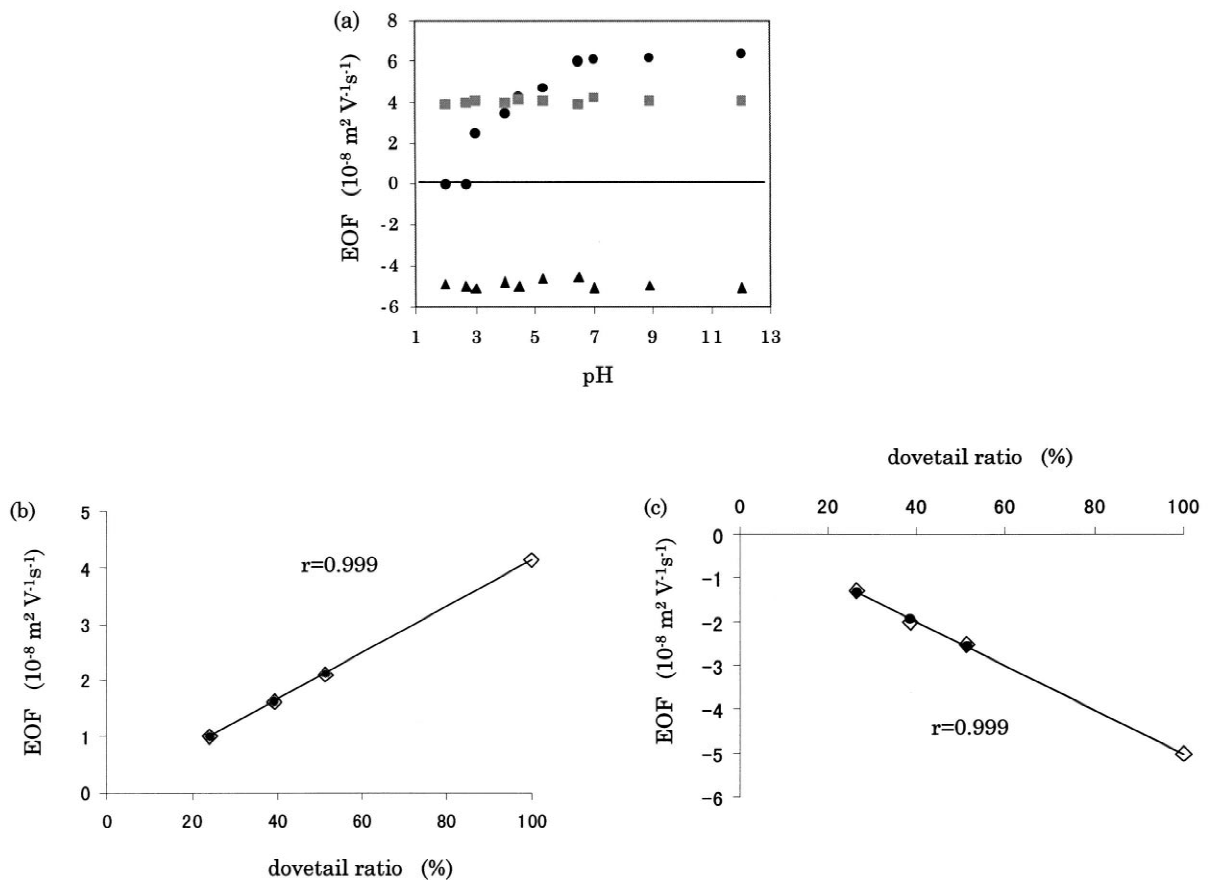 (a)
EOF (10⁻⁸ m² V⁻¹s⁻¹)
8
6
4
2
0
-2
-4
-6
1 3 5 7 9 11 13
pH
(b)
EOF (10⁻⁸ m² V⁻¹s⁻¹)
5
4
3
2
1
0
r=0.999
0 20 40 60 80 100
dovetail ratio (%)
(c)
dovetail ratio (%)
0 20 40 60 80 100
EOF (10⁻⁸ m² V⁻¹s⁻¹)
0
-1
-2
-3
-4
-5
-6
r=0.999